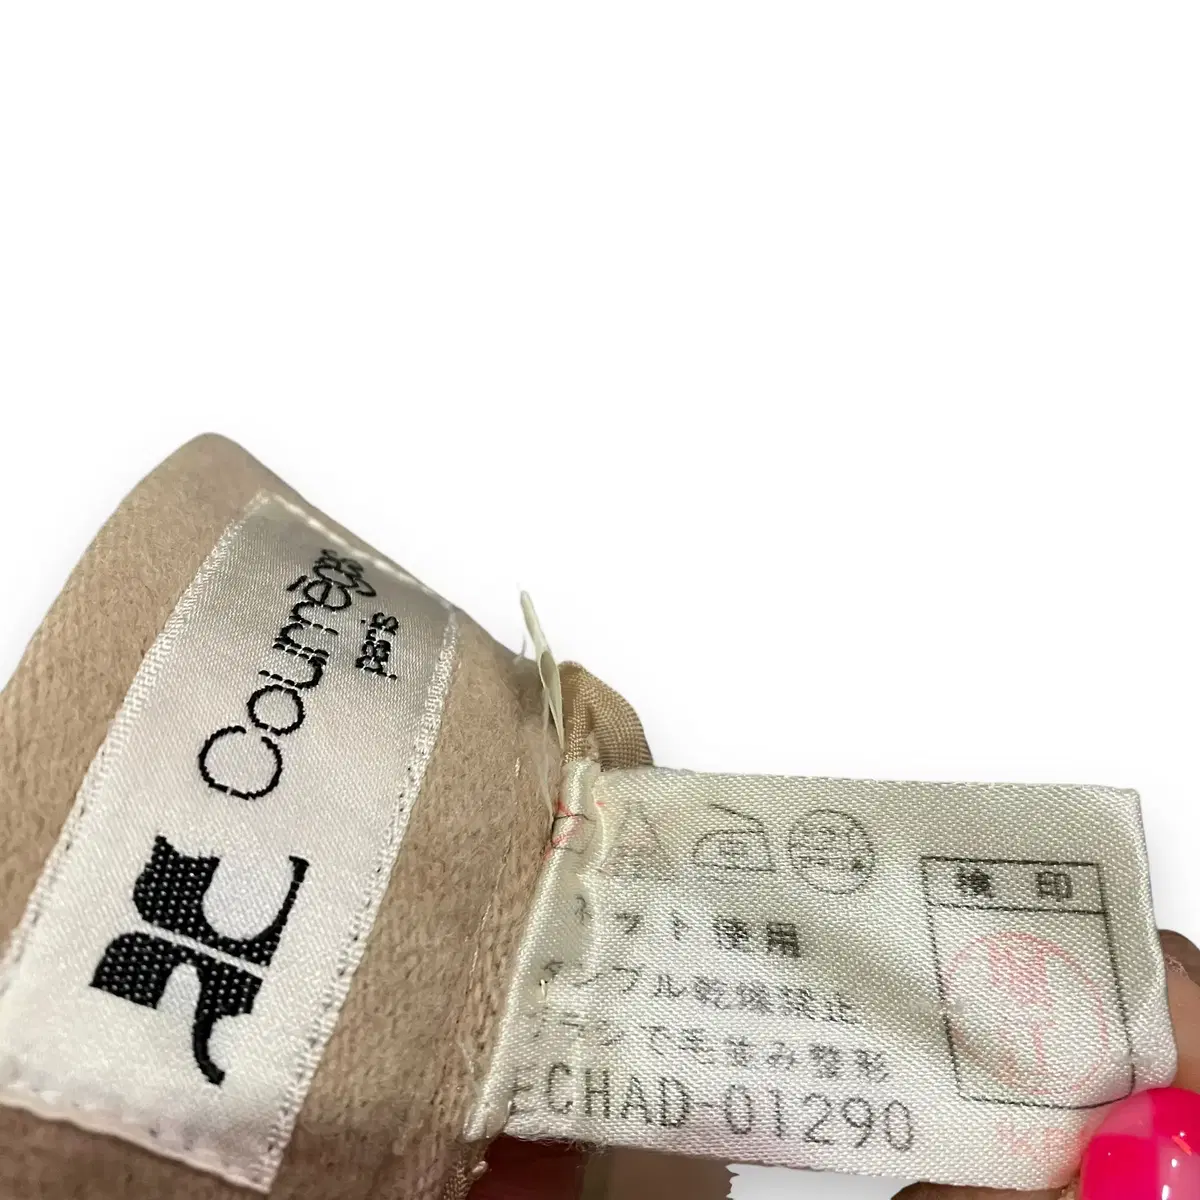 courrèges
paris
検 印
ネット使用
タンブル乾燥禁止
で毛並み整形
ECHAD-01290